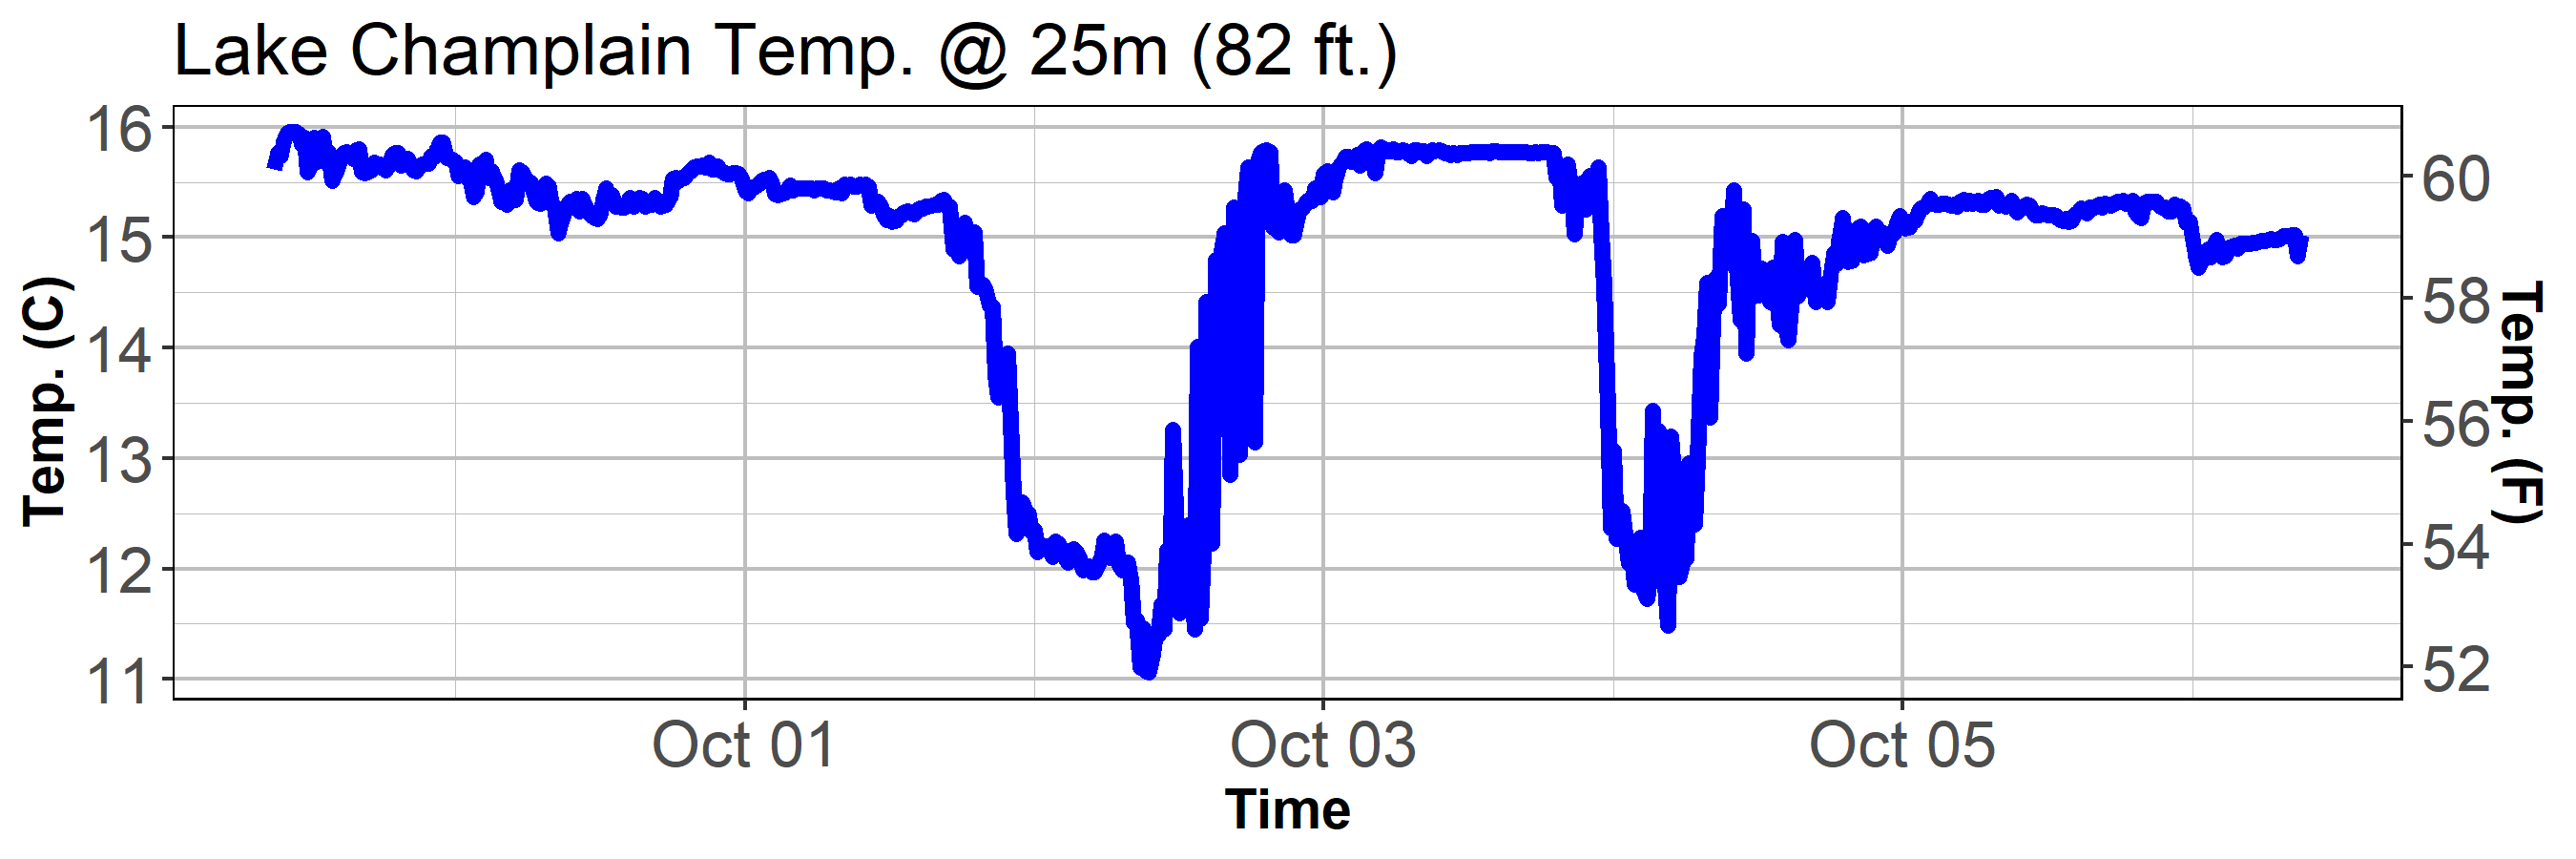 Lake Champlain Temp. @ 25m (82 ft.)
Temp. (C)
16
15
14
13
12
11
60
58
56
54
52
Temp. (F)
Oct 01
Oct 03
Oct 05
Time